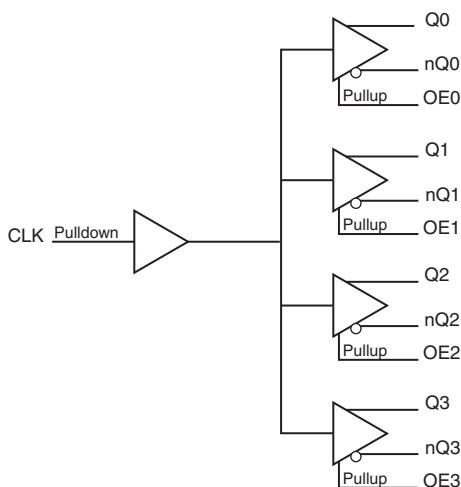 Q0
nQ0
Pullup OE0
Q1
nQ1
Pullup OE1
CLK Pulldown
Q2
nQ2
Pullup OE2
Q3
nQ3
Pullup OE3